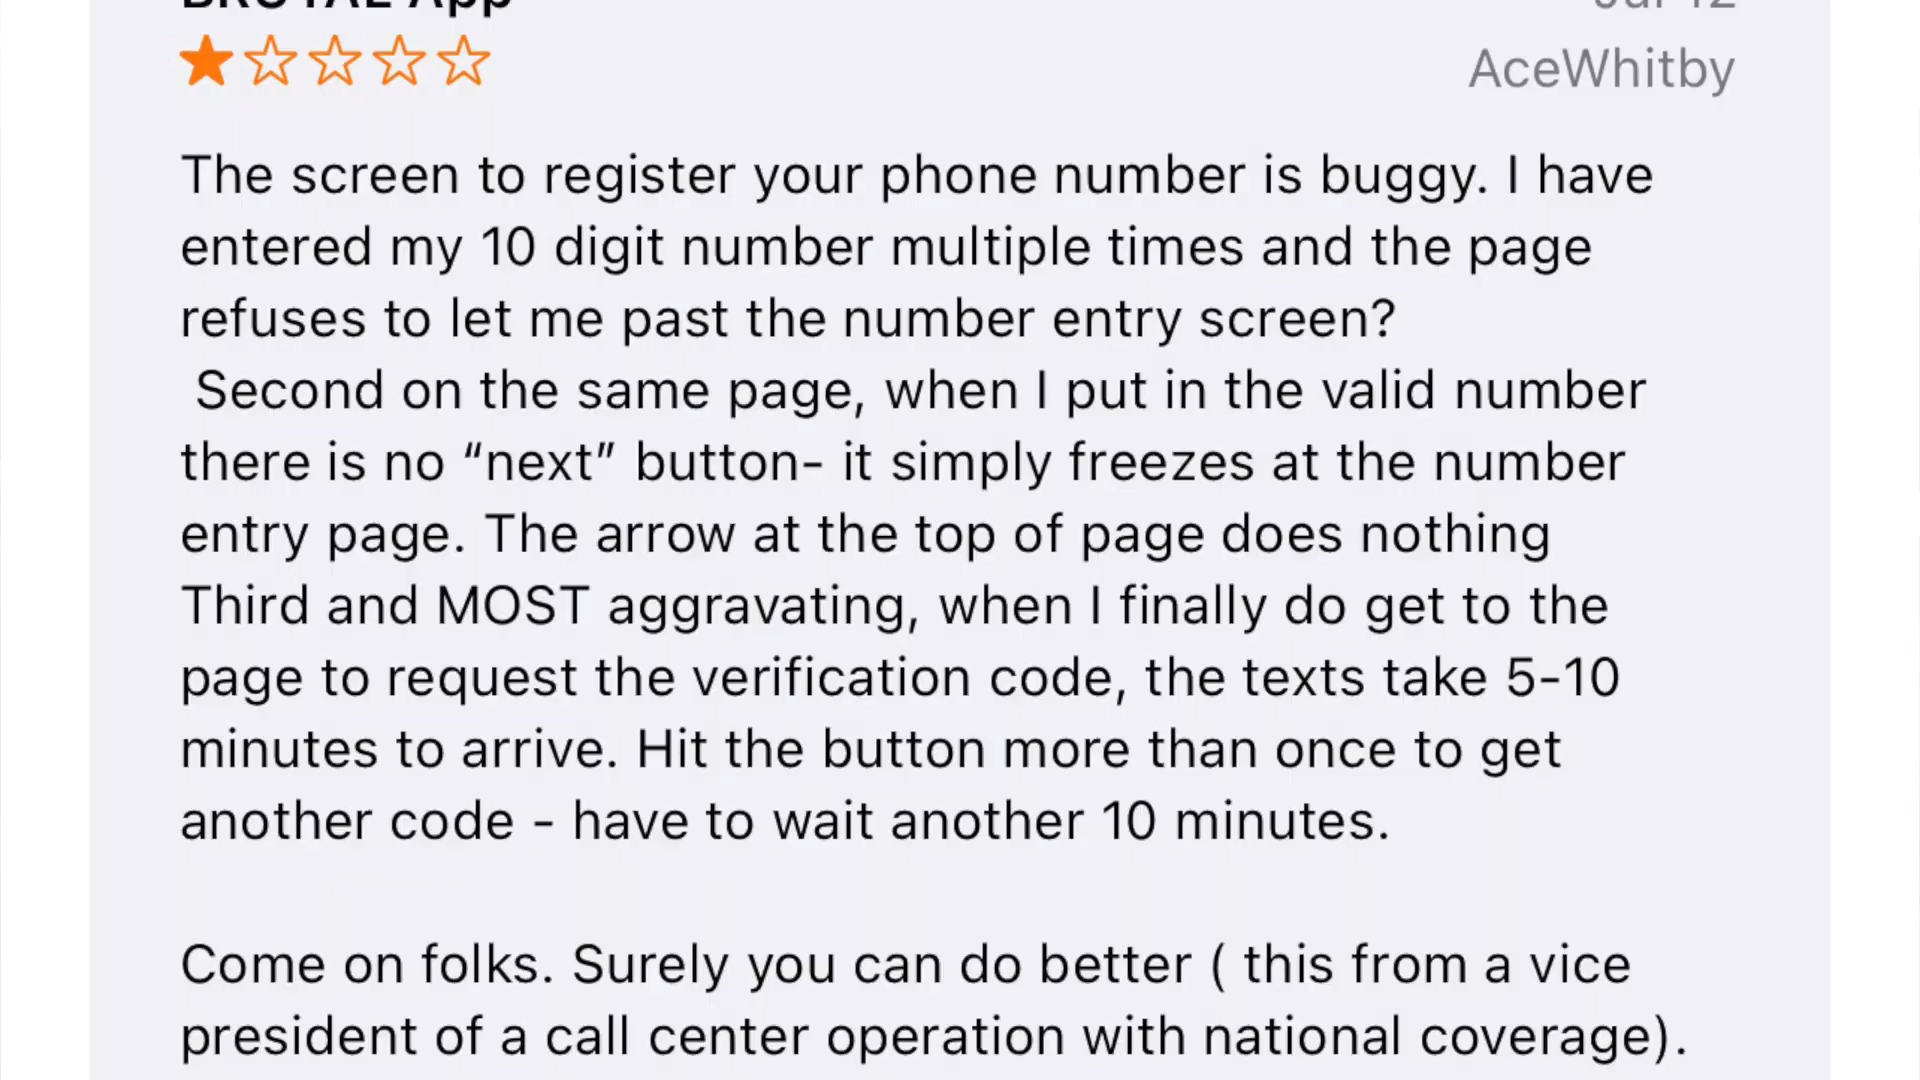 BRUTAL App
Jul 12
AceWhitby
The screen to register your phone number is buggy. I have
entered my 10 digit number multiple times and the page
refuses to let me past the number entry screen?
Second on the same page, when I put in the valid number
there is no “next” button- it simply freezes at the number
entry page. The arrow at the top of page does nothing
Third and MOST aggravating, when I finally do get to the
page to request the verification code, the texts take 5-10
minutes to arrive. Hit the button more than once to get
another code - have to wait another 10 minutes.
Come on folks. Surely you can do better ( this from a vice
president of a call center operation with national coverage).